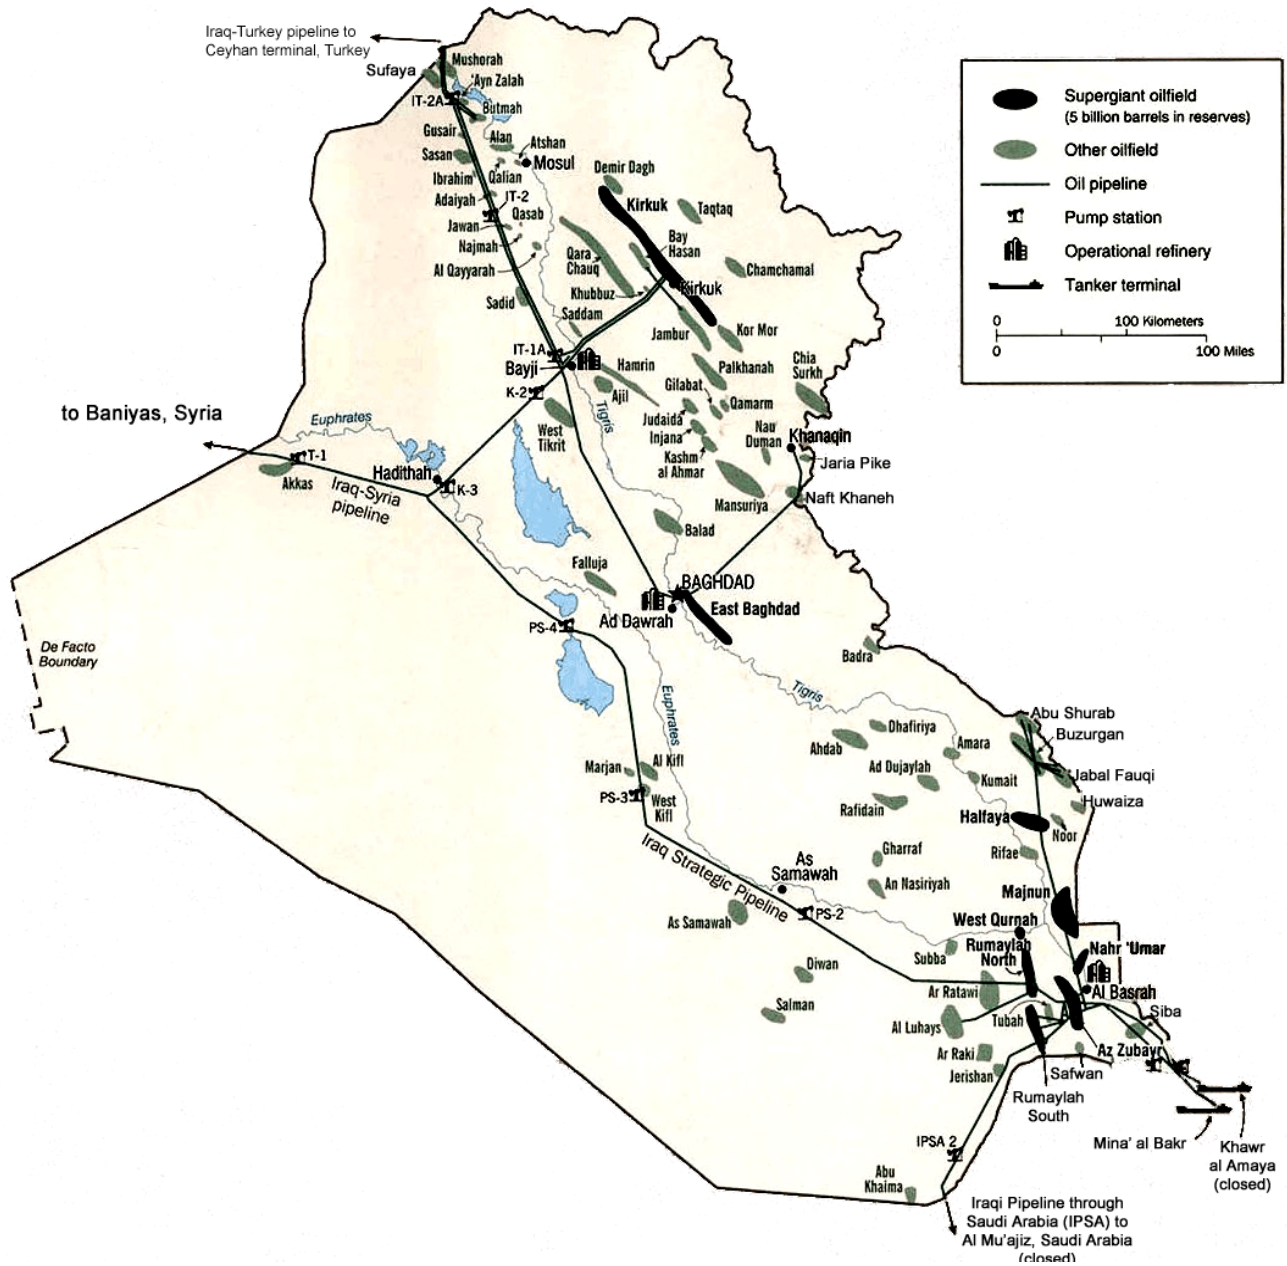 Iraq-Turkey pipeline to
Ceyhan terminal, Turkey
Mushorah
Sufaya
'Ayn Zalah
IT-2A
Butmah
Gusair
Alan
Atshan
Sasan
Mosul
Ibrahim
Qalian
Demir Dagh
Adaiyah
IT-2
Kirkuk
Taqtaq
Jawan
Qasab
Najmah
Bay
Hasan
Qara
Chauq
Al Qayyarah
Chamchamal
Sadid
Khubbuz
Kirkuk
Saddam
Jambur
Kor Mor
IT-1A
Bayji
Hamrin
Palkhanah
Chia
Surkh
K-2
Ajil
Gilabat
Qamarm
to Baniyas, Syria
Euphrates
West
Tikrit
Tigris
Judaida
Injana
Nau
Duman
Khanaqin
Kashm
al Ahmar
Jaria Pike
T-1
Hadithah
K-3
Akkas
Iraq-Syria
pipeline
Mansuriya
Naft Khaneh
Balad
Falluja
BAGHDAD
East Baghdad
Ad Dawrah
PS-4
De Facto
Boundary
Badra
Euphrates
Tigris
Abu Shurab
Dhafiriya
Buzurgan
Ahdab
Amara
Marjan
Al Kifl
Ad Dujaylah
Kumait
Jabal Fauqi
PS-3
West
Kifl
Rafidain
Huwaiza
Halfaya
Noor
Iraq Strategic Pipeline
As
Samawah
Gharraf
Rifae
An Nasiriyah
Majnun
As Samawah
PS-2
West Qurnah
Subba
Rumaylah
North
Nahr 'Umar
Diwan
Ar Ratawi
Al Basrah
Salman
Al Luhays
Tubah
Siba
Ar Raki
Az Zubayr
Jerishan
Safwan
Rumaylah
South
IPSA 2
Mina' al Bakr
Khawr
al Amaya
(closed)
Abu
Khaima
Iraqi Pipeline through
Saudi Arabia (IPSA) to
Al Mu'ajiz, Saudi Arabia
(closed)
Supergiant oilfield
(5 billion barrels in reserves)
Other oilfield
Oil pipeline
Pump station
Operational refinery
Tanker terminal
0 100 Kilometers
0 100 Miles